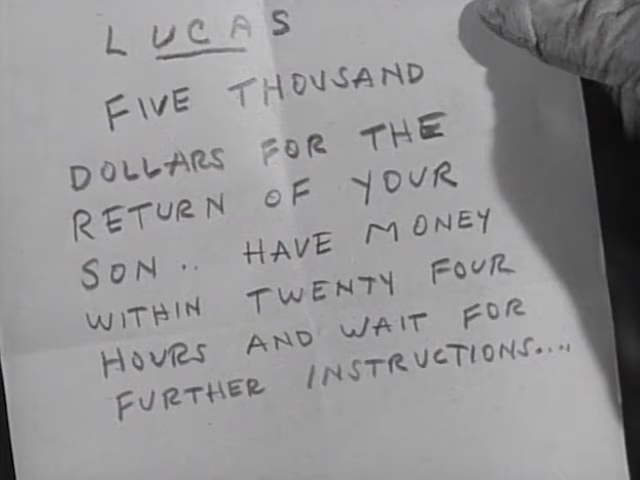 LUCAS
FIVE THOUSAND
DOLLARS FOR THE
RETURN OF YOUR
SON.. HAVE MONEY
WITHIN TWENTY FOUR
HOURS AND WAIT FOR
FURTHER INSTRUCTIONS....